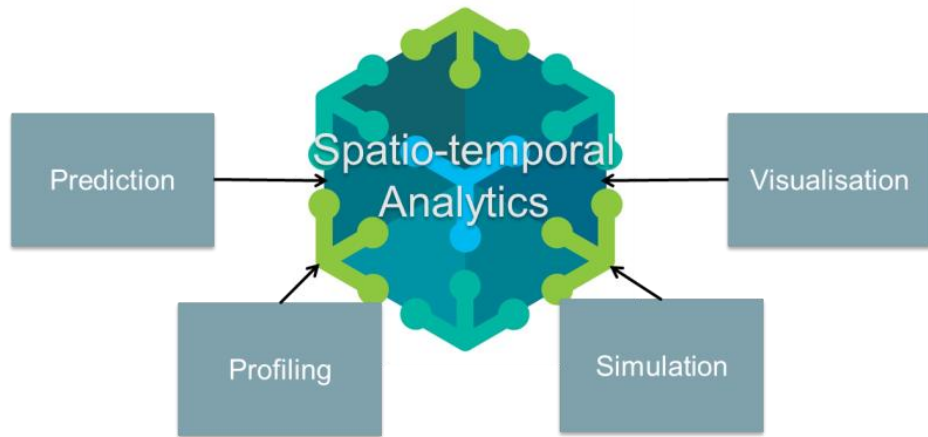 Spatio-temporal
Analytics
Prediction
Visualisation
Profiling
Simulation